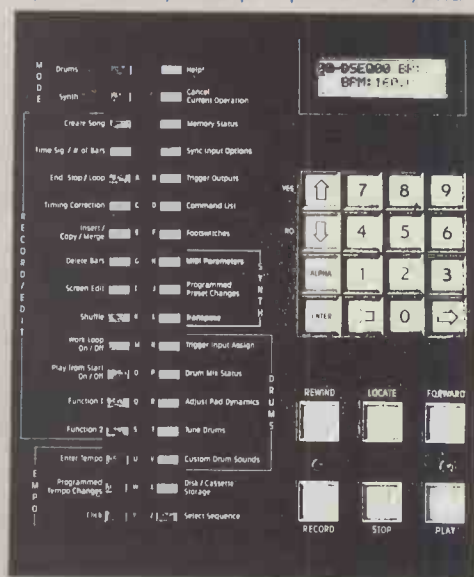 MODE
Drums
Help!
Synth
Cancel
Current Operation
RECORD/EDIT
Create Song
Memory Status
Time Sig / # of Bars
Sync Input Options
End: Stop / Loop A B Trigger Outputs
Timing Correction C D Command List
Insert /
Copy / Merge E F Footswitches
Delete Bars G H MIDI Parameters
Screen Edit I J Programmed
Preset Changes
Shuffle K L Transpose
SYNTH
Work Loop
On / Off M N Trigger Input Assign
Play from Start
On / Off O P Drum Mix Status
Function 1 Q R Adjust Pad Dynamics
Function 2 S T Tune Drums
DRUMS
Enter Tempo U V Custom Drum Sounds
Programmed
Tempo Changes W X Disk / Cassette
Storage
Click Y Select Sequence
BPM:160.
YES 7 8 9
NO 4 5 6
ALPHA 1 2 3
ENTER 0
REWIND LOCATE FORWARD
RECORD STOP PLAY